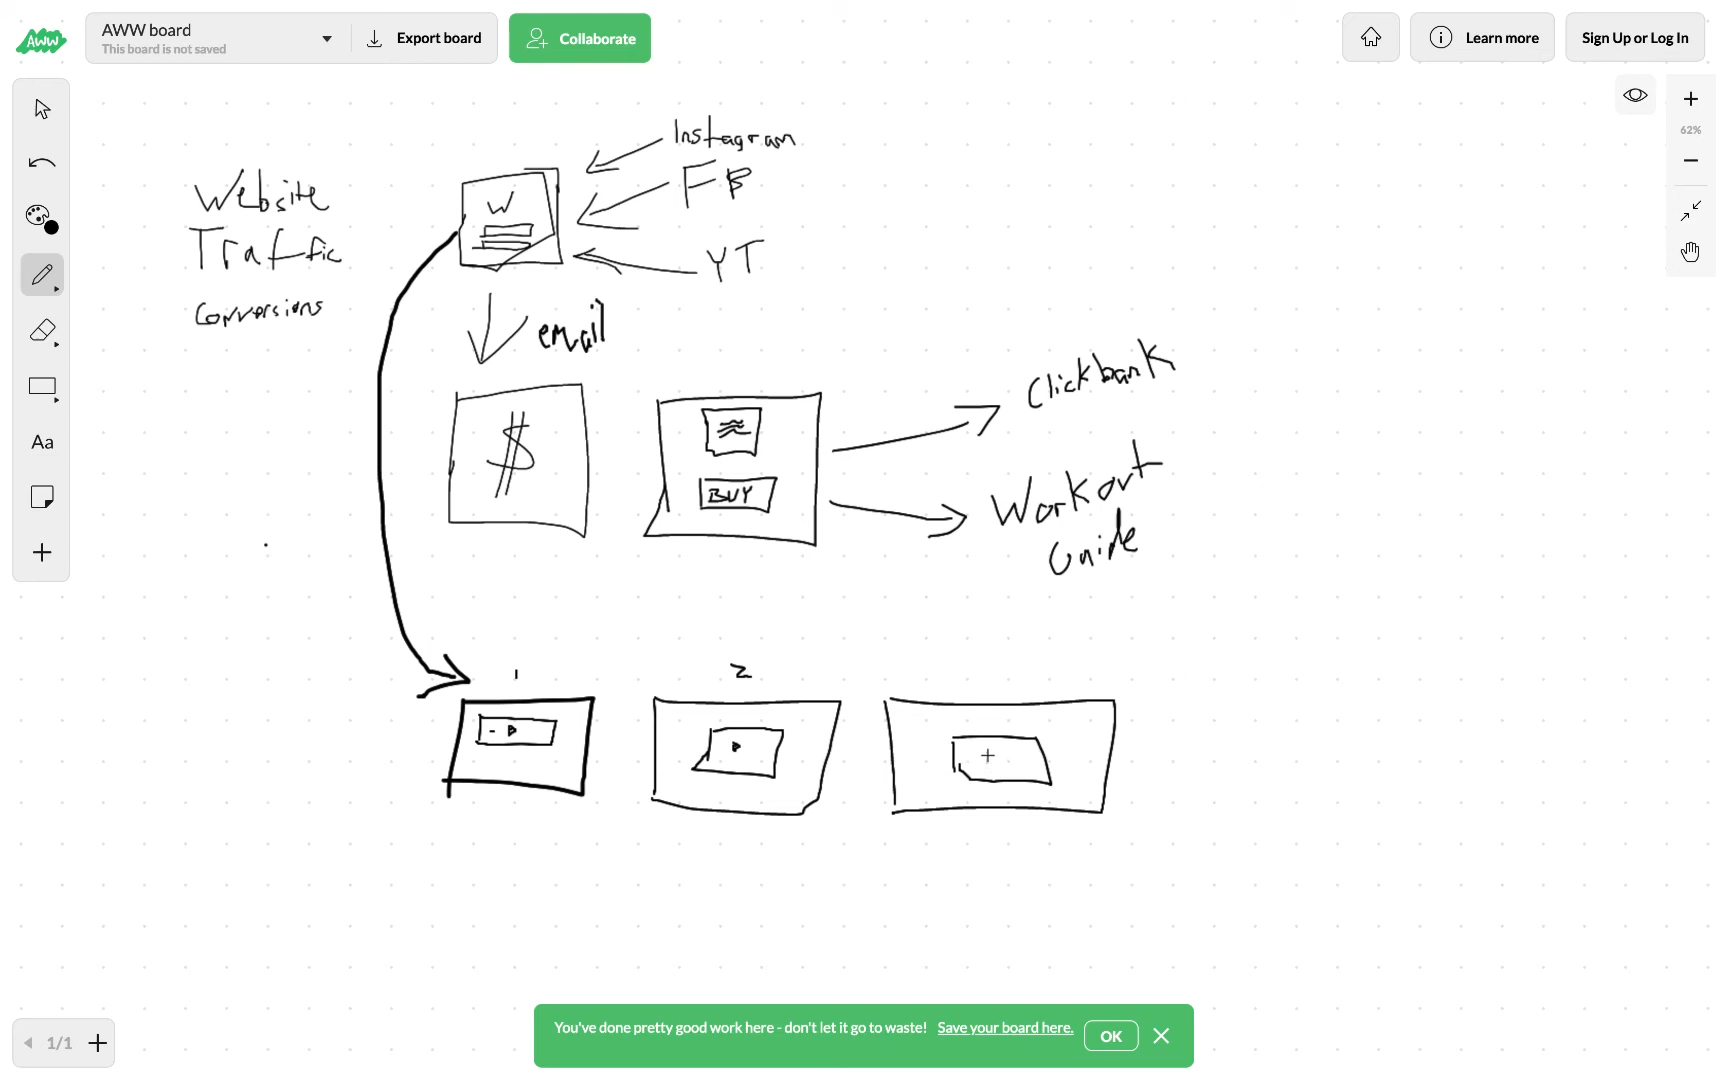 AWW
AWW board
This board is not saved
Export board
Collaborate
Learn more
Sign Up or Log In
62%
Aa
Website
Traffic
Conversions
W
Instagram
FB
YT
email
$
BUY
Clickbank
Workout
Guide
1
2
+
1/1
You've done pretty good work here - don't let it go to waste! Save your board here.
OK